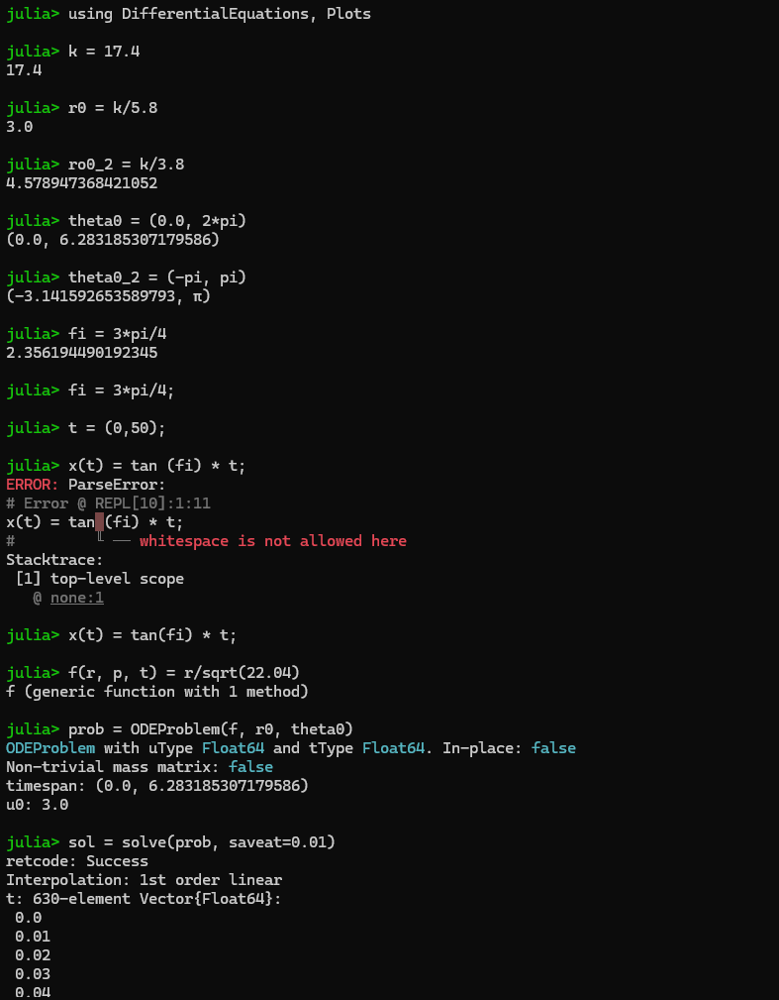 julia> using DifferentialEquations, Plots
julia> k = 17.4
17.4
julia> r0 = k/5.8
3.0
julia> ro0_2 = k/3.8
4.578947368421052
julia> theta0 = (0.0, 2*pi)
(0.0, 6.283185307179586)
julia> theta0_2 = (-pi, pi)
(-3.141592653589793, π)
julia> fi = 3*pi/4
2.356194490192345
julia> fi = 3*pi/4;
julia> t = (0,50);
julia> x(t) = tan (fi) * t;
ERROR: ParseError:
# Error @ REPL[10]:1:11
x(t) = tan (fi) * t;
#         └ ── whitespace is not allowed here
Stacktrace:
 [1] top-level scope
   @ none:1
julia> x(t) = tan(fi) * t;
julia> f(r, p, t) = r/sqrt(22.04)
f (generic function with 1 method)
julia> prob = ODEProblem(f, r0, theta0)
ODEProblem with uType Float64 and tType Float64. In-place: false
Non-trivial mass matrix: false
timespan: (0.0, 6.283185307179586)
u0: 3.0
julia> sol = solve(prob, saveat=0.01)
retcode: Success
Interpolation: 1st order linear
t: 630-element Vector{Float64}:
 0.0
 0.01
 0.02
 0.03
 0.04